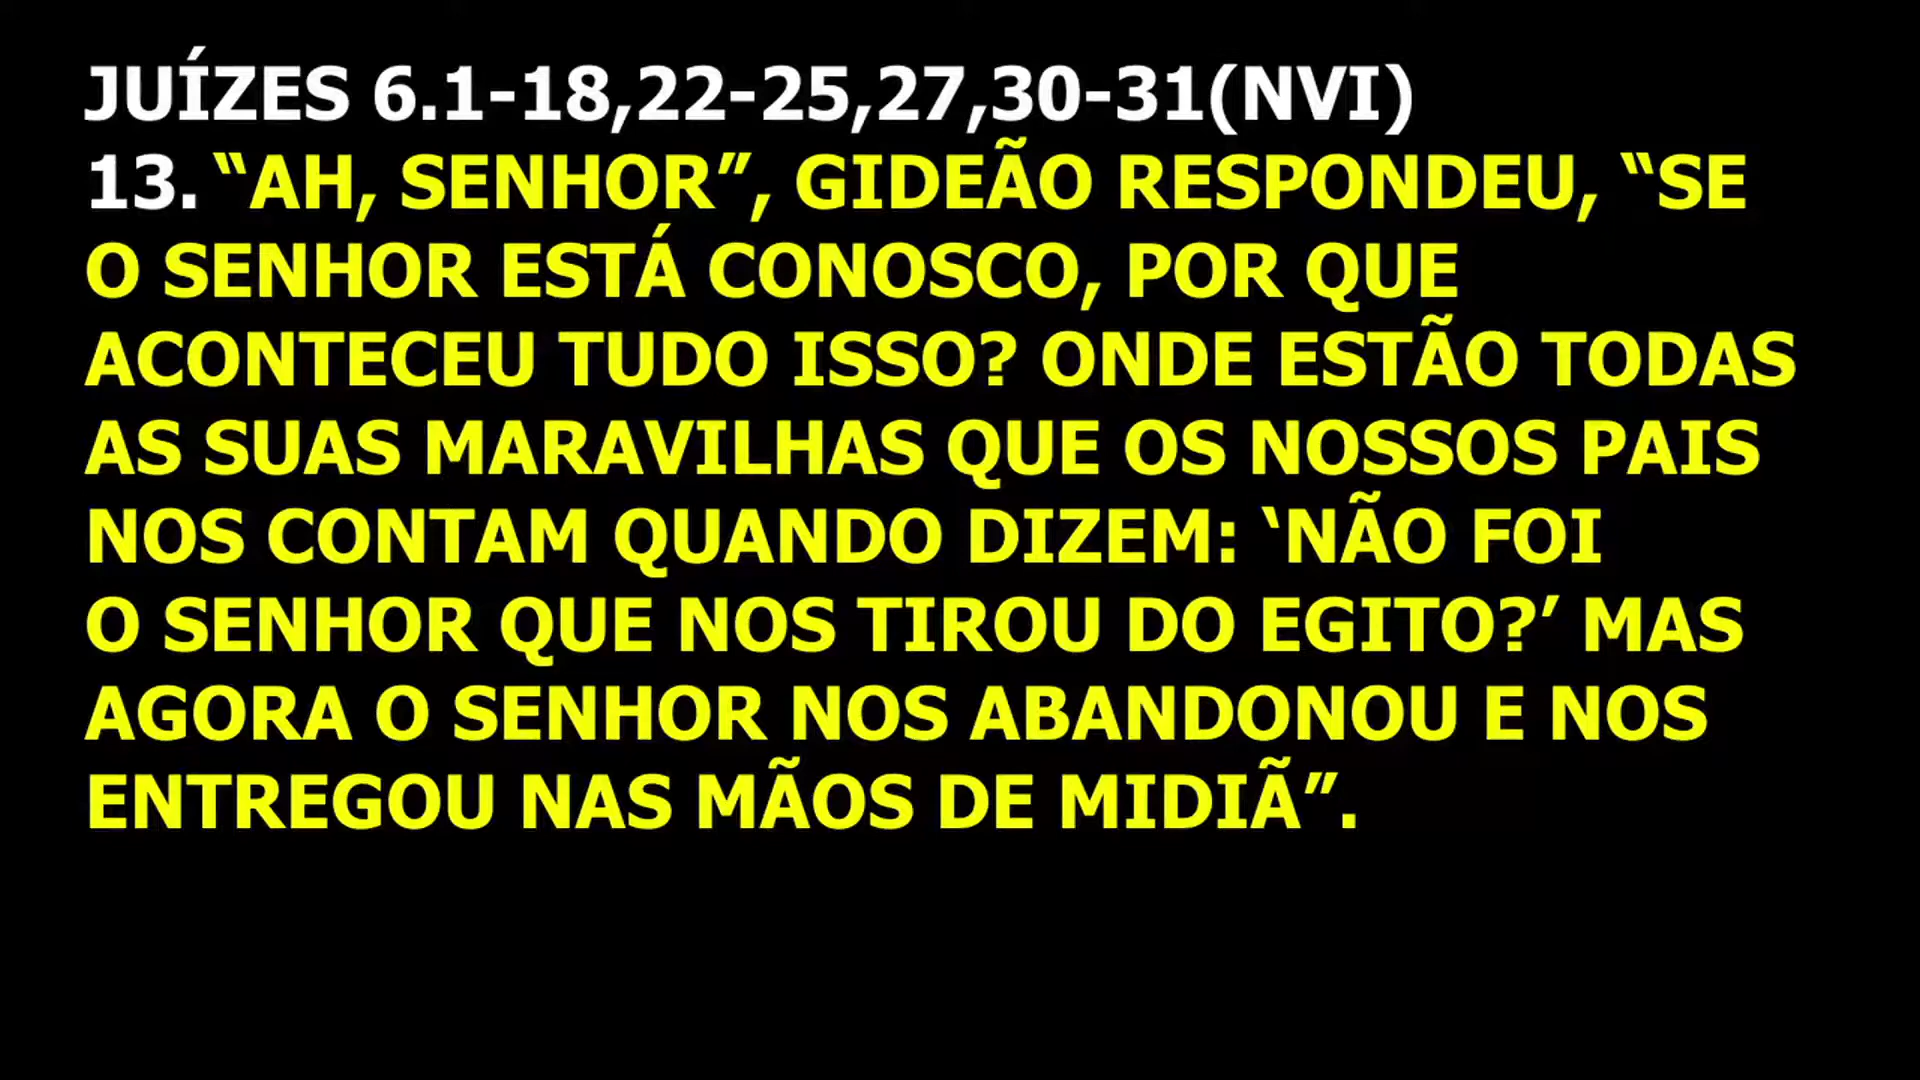 JUÍZES 6.1-18,22-25,27,30-31(NVI)
13. “AH, SENHOR”, GIDEÃO RESPONDEU, “SE
O SENHOR ESTÁ CONOSCO, POR QUE
ACONTECEU TUDO ISSO? ONDE ESTÃO TODAS
AS SUAS MARAVILHAS QUE OS NOSSOS PAIS
NOS CONTAM QUANDO DIZEM: ‘NÃO FOI
O SENHOR QUE NOS TIROU DO EGITO?’ MAS
AGORA O SENHOR NOS ABANDONOU E NOS
ENTREGOU NAS MÃOS DE MIDIÔ.